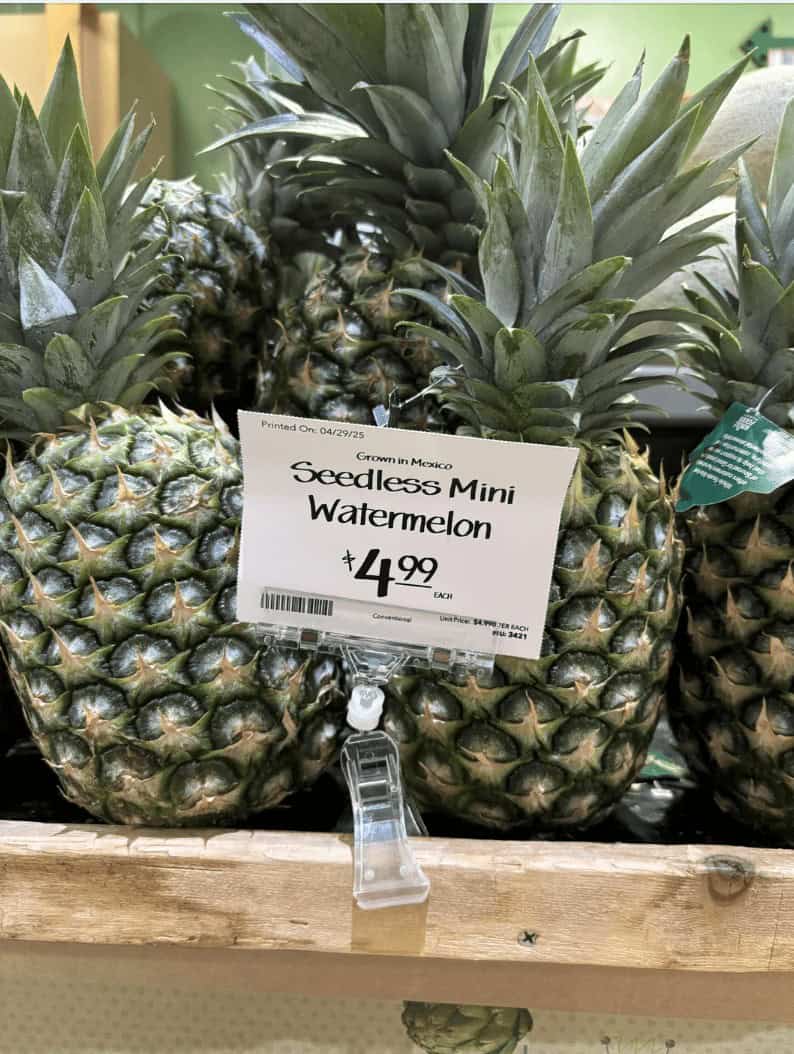 Printed On: 04/29/25
Grown in Mexico
Seedless Mini
Watermelon
$4.99
EACH
Conventional
Unit Price: $4.99
PER EACH
PLU: 3421